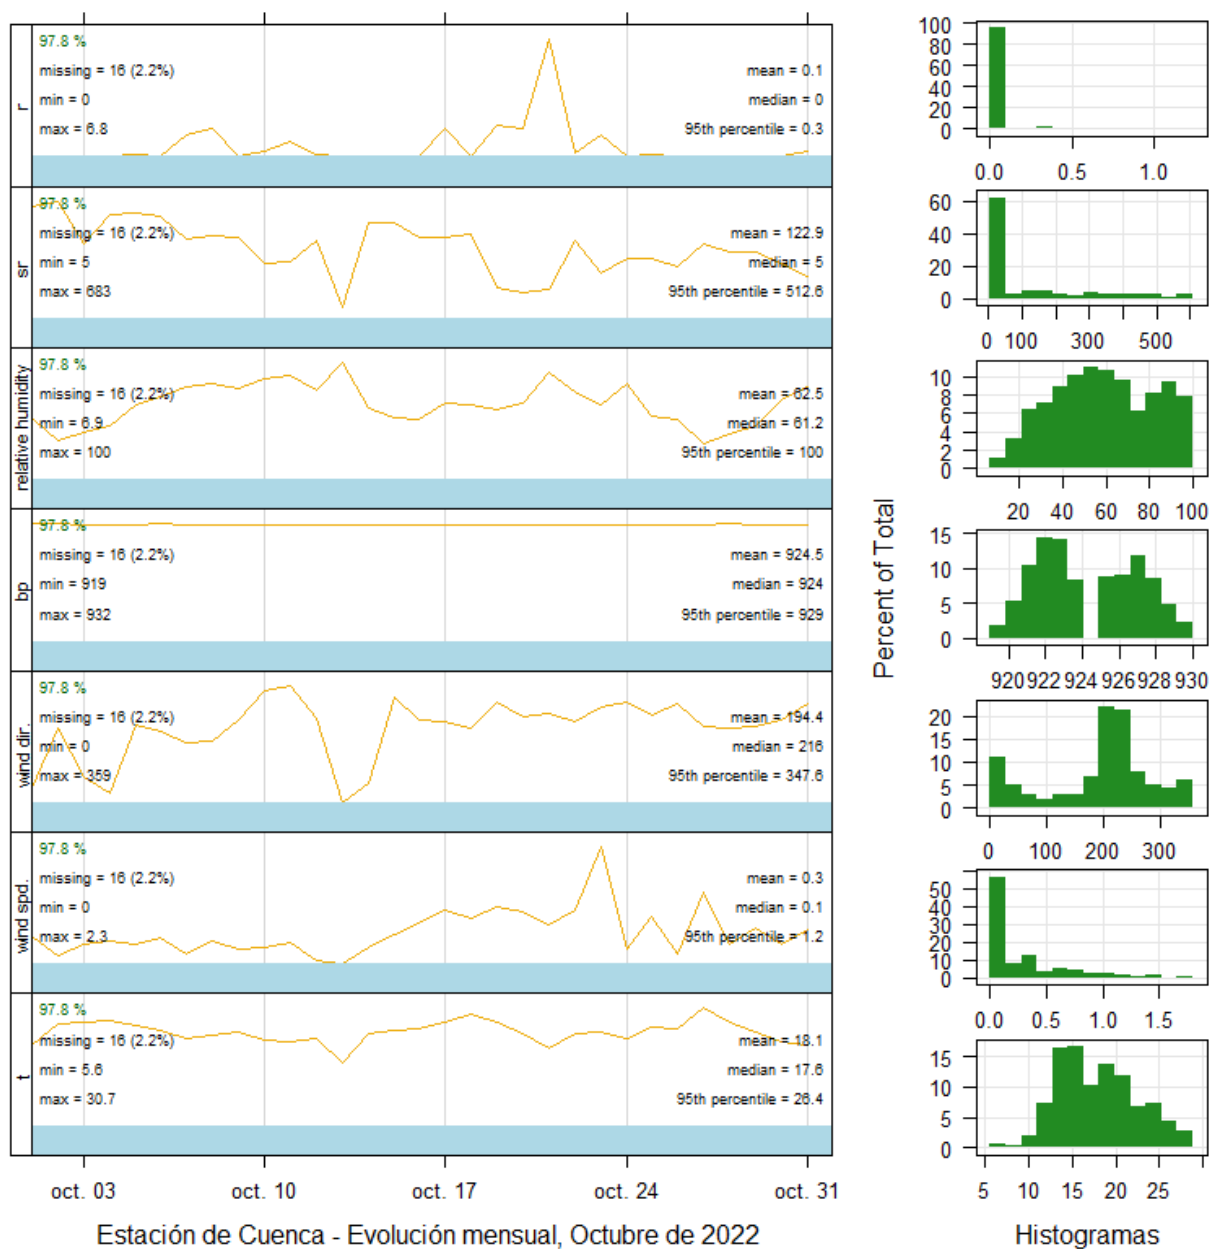 r
97.8 %
missing = 16 (2.2%)
min = 0
max = 6.8
mean = 0.1
median = 0
95th percentile = 0.3
sr
97.8 %
missing = 16 (2.2%)
min = 5
max = 683
mean = 122.9
median = 5
95th percentile = 512.6
relative humidity
97.8 %
missing = 16 (2.2%)
min = 6.9
max = 100
mean = 62.5
median = 61.2
95th percentile = 100
bp
97.8 %
missing = 16 (2.2%)
min = 919
max = 932
mean = 924.5
median = 924
95th percentile = 929
wind dir.
97.8 %
missing = 16 (2.2%)
min = 0
max = 359
mean = 194.4
median = 216
95th percentile = 347.6
wind spd.
97.8 %
missing = 16 (2.2%)
min = 0
max = 2.3
mean = 0.3
median = 0.1
95th percentile = 1.2
t
97.8 %
missing = 16 (2.2%)
min = 5.6
max = 30.7
mean = 18.1
median = 17.6
95th percentile = 26.4
oct. 03 oct. 10 oct. 17 oct. 24 oct. 31
Estación de Cuenca - Evolución mensual, Octubre de 2022
Percent of Total
100
80
60
40
20
0
0.0 0.5 1.0
60
40
20
0
0 100 300 500
10
8
6
4
2
0
20 40 60 80 100
15
10
5
0
920 922 924 926 928 930
20
15
10
5
0
0 100 200 300
50
40
30
20
10
0
0.0 0.5 1.0 1.5
15
10
5
0
5 10 15 20 25
Histogramas